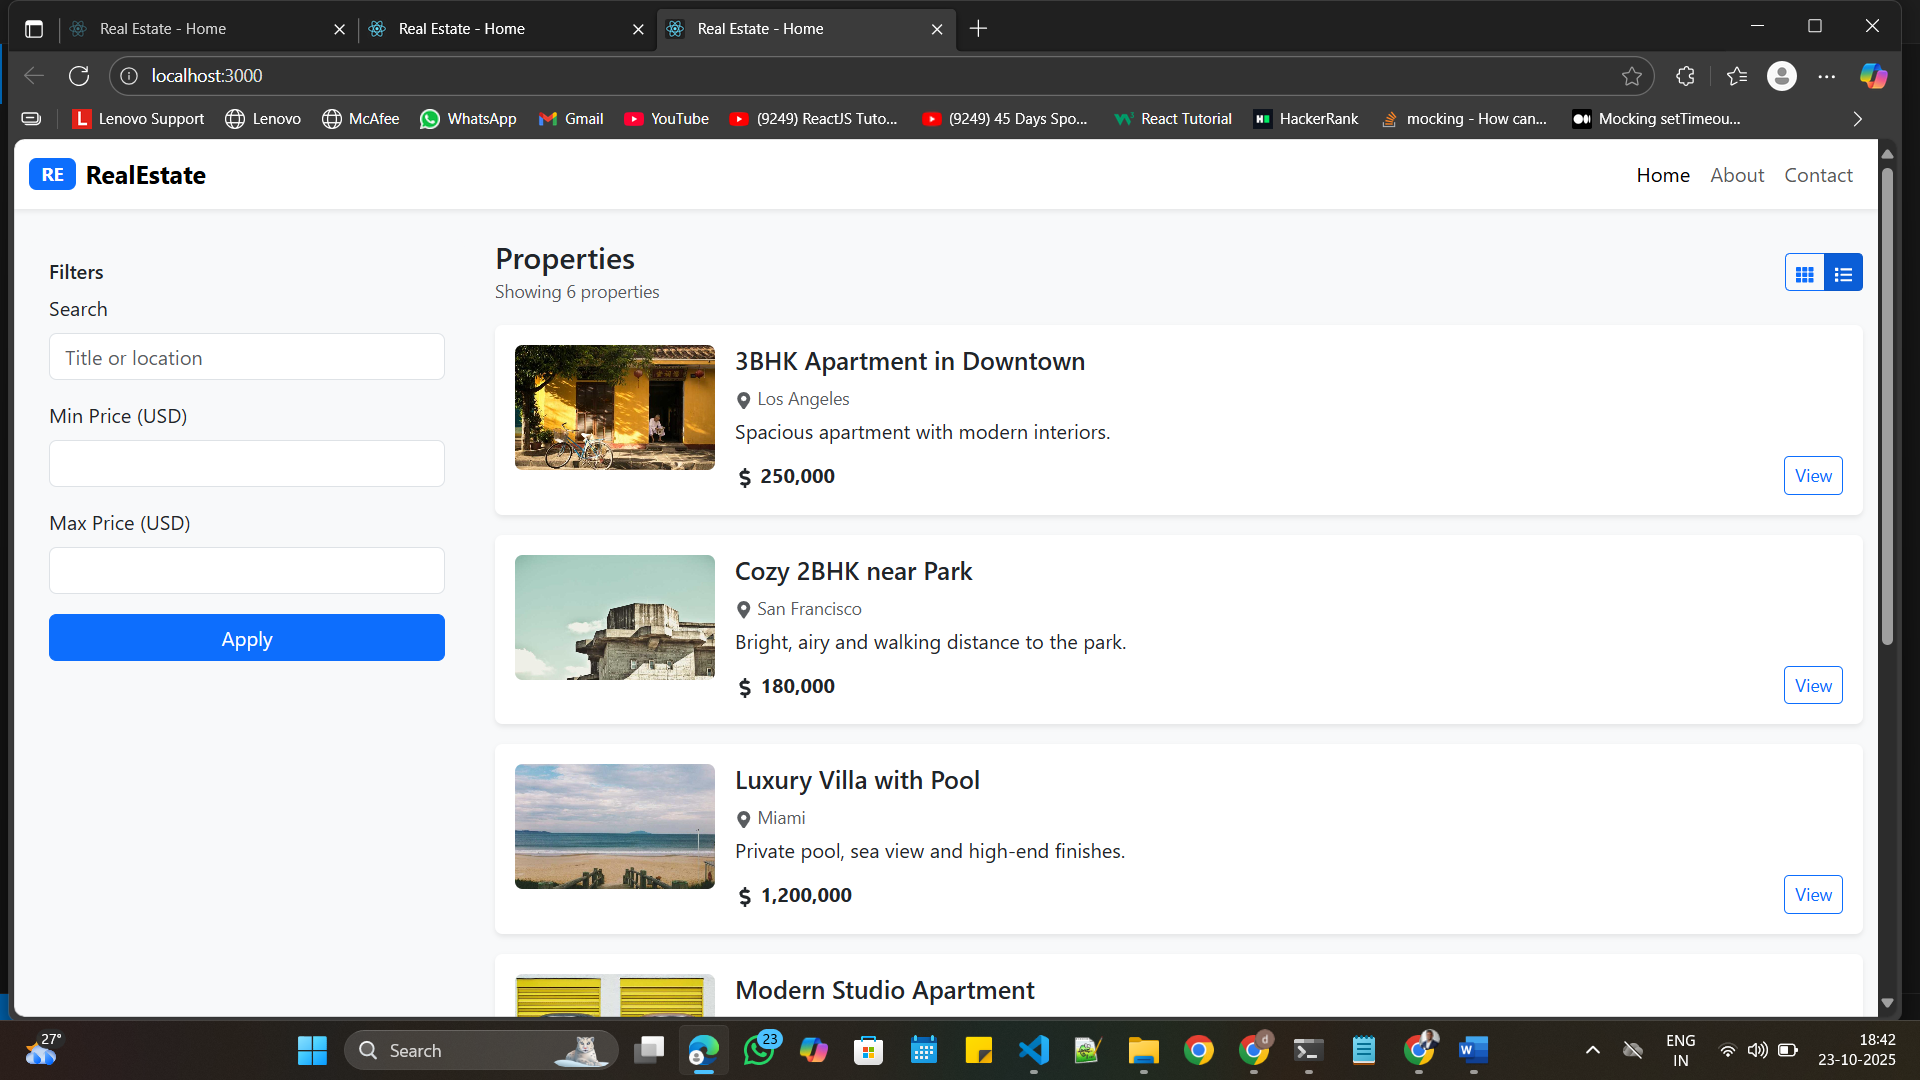 Real Estate - Home
Real Estate - Home
Real Estate - Home
localhost:3000
L Lenovo Support
Lenovo
McAfee
WhatsApp
Gmail
YouTube
(9249) ReactJS Tuto...
(9249) 45 Days Spo...
React Tutorial
HackerRank
mocking - How can...
Mocking setTimeou...
RE RealEstate
Home About Contact
Filters
Search
Title or location
Min Price (USD)
Max Price (USD)
Apply
Properties
Showing 6 properties
3BHK Apartment in Downtown
Los Angeles
Spacious apartment with modern interiors.
$ 250,000
View
Cozy 2BHK near Park
San Francisco
Bright, airy and walking distance to the park.
$ 180,000
View
Luxury Villa with Pool
Miami
Private pool, sea view and high-end finishes.
$ 1,200,000
View
Modern Studio Apartment
27°
Search
23
d
ENG
IN
18:42
23-10-2025